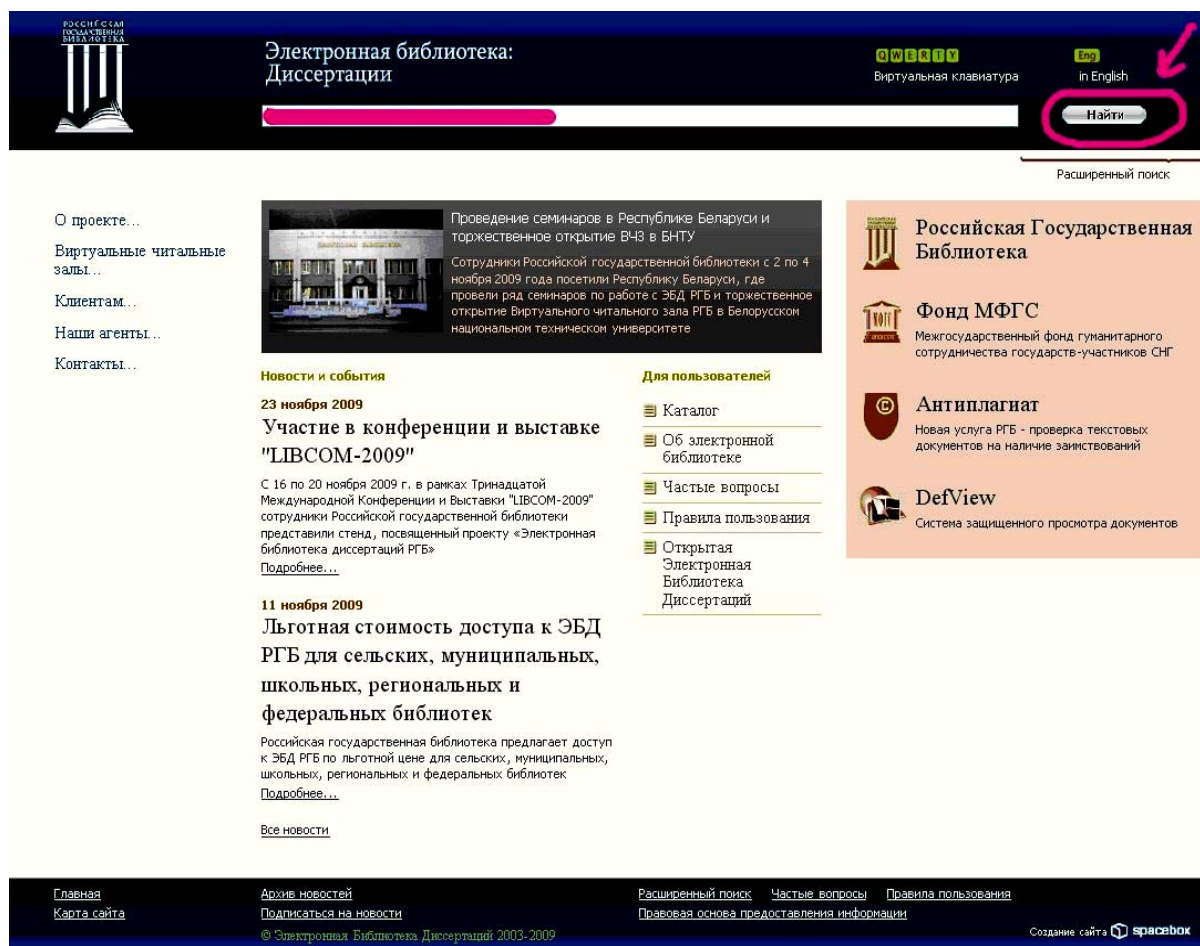 РОССИЙСКАЯ
ГОСУДАРСТВЕННАЯ
БИБЛИОТЕКА
Электронная библиотека:
Диссертации
QWERTY
Виртуальная клавиатура
Eng
in English
Найти
Расширенный поиск
О проекте...
Виртуальные читальные
залы...
Клиентам...
Наши агенты...
Контакты...
Проведение семинаров в Республике Беларуси и
торжественное открытие ВЧЗ в БНТУ
Сотрудники Российской государственной библиотеки с 2 по 4
ноября 2009 года посетили Республику Беларусь, где
провели ряд семинаров по работе с ЭБД РГБ и торжественное
открытие Виртуального читального зала РГБ в Белорусском
национальном техническом университете
Новости и события
23 ноября 2009
Участие в конференции и выставке
"LIBCOM-2009"
С 16 по 20 ноября 2009 г. в рамках Тринадцатой
Международной Конференции и Выставки "LIBCOM-2009"
сотрудники Российской государственной библиотеки
представили стенд, посвященный проекту «Электронная
библиотека диссертаций РГБ»
Подробнее...
11 ноября 2009
Льготная стоимость доступа к ЭБД
РГБ для сельских, муниципальных,
школьных, региональных и
федеральных библиотек
Российская государственная библиотека предлагает доступ
к ЭБД РГБ по льготной цене для сельских, муниципальных,
школьных, региональных и федеральных библиотек
Подробнее...
Все новости
Для пользователей
Каталог
Об электронной
библиотеке
Частые вопросы
Правила пользования
Открытая
Электронная
Библиотека
Диссертаций
Российская Государственная
Библиотека
Фонд МФГС
Межгосударственный фонд гуманитарного
сотрудничества государств-участников СНГ
Антиплагиат
Новая услуга РГБ - проверка текстовых
документов на наличие заимствований
DefView
Система защищенного просмотра документов
Главная
Карта сайта
Архив новостей
Подписаться на новости
© Электронная Библиотека Диссертаций 2003-2009
Расширенный поиск Частые вопросы Правила пользования
Правовая основа предоставления информации
Создание сайта spacebox